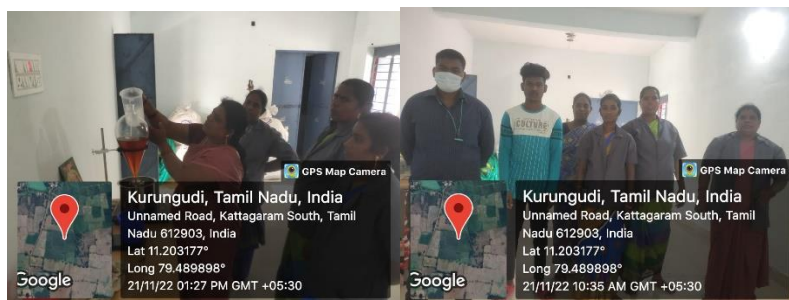 GPS Map Camera
Kurungudi, Tamil Nadu, India
Unnamed Road, Kattagaram South, Tamil
Nadu 612903, India
Lat 11.203177°
Long 79.489898°
21/11/22 01:27 PM GMT +05:30
Google
CULTURE
GPS Map Camera
Kurungudi, Tamil Nadu, India
Unnamed Road, Kattagaram South, Tamil
Nadu 612903, India
Lat 11.203177°
Long 79.489898°
21/11/22 10:35 AM GMT +05:30
Google